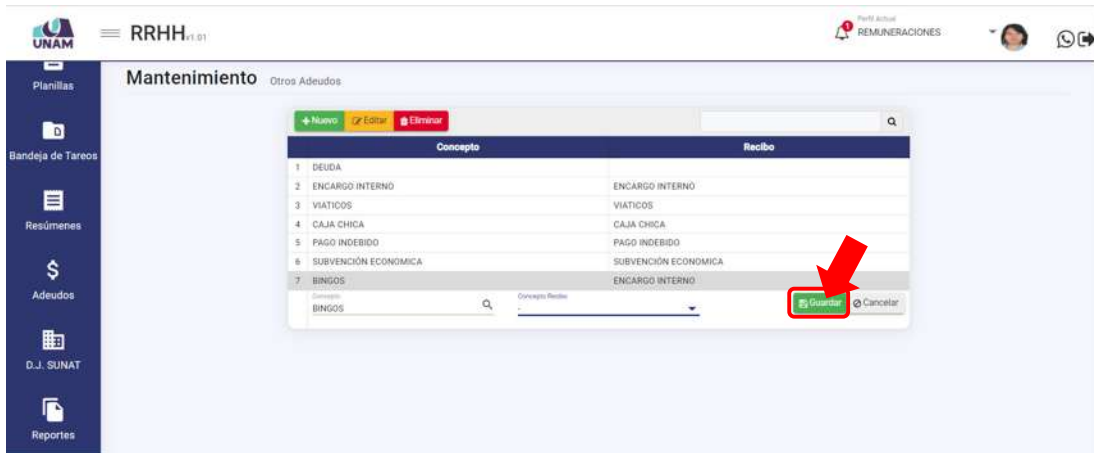 UNAM
RRHH v1.01
1
Perfil Actual
REMUNERACIONES
Planillas
D
Bandeja de Tareos
Resúmenes
$
Adeudos
D.J. SUNAT
Reportes
Mantenimiento Otros Adeudos
+Nuevo Editar Eliminar
Concepto Recibo
1 DEUDA
2 ENCARGO INTERNO ENCARGO INTERNO
3 VIATICOS VIATICOS
4 CAJA CHICA CAJA CHICA
5 PAGO INDEBIDO PAGO INDEBIDO
6 SUBVENCIÓN ECONOMICA SUBVENCIÓN ECONOMICA
7 BINGOS ENCARGO INTERNO
Concepto Concepto Recibo
BINGOS - Guardar Cancelar